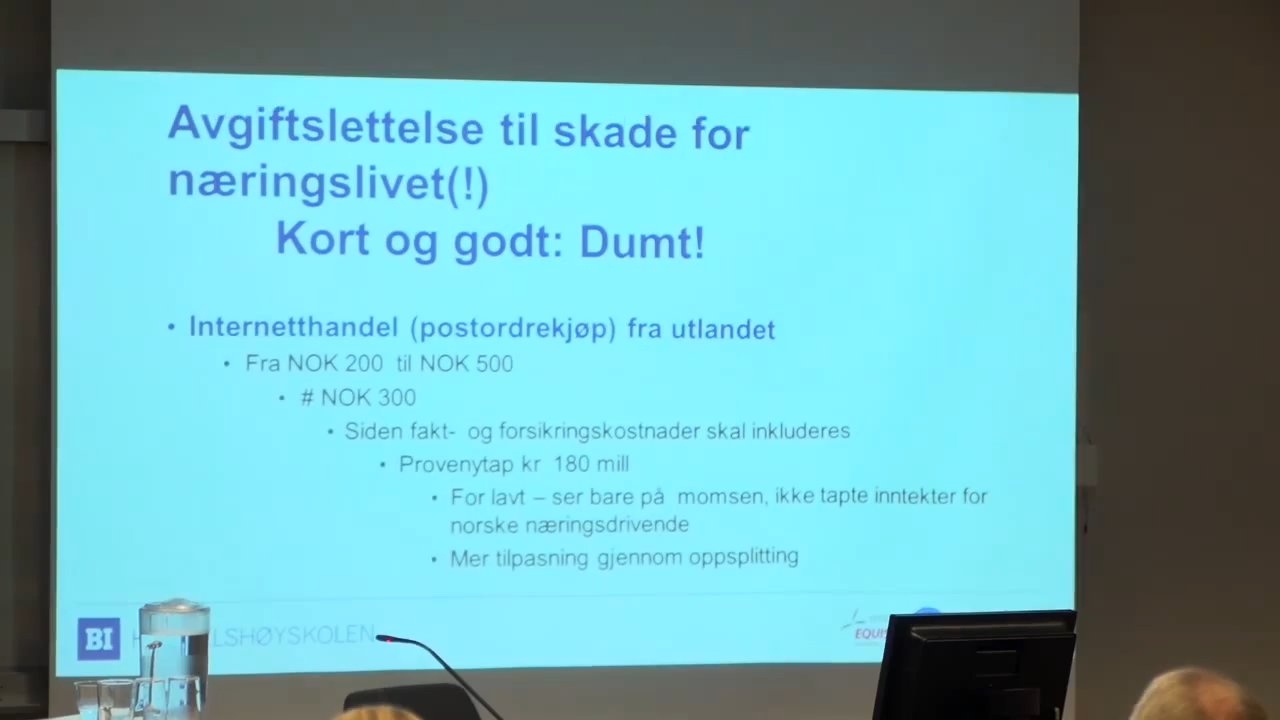 Avgiftslettelse til skade for
næringslivet(!)
Kort og godt: Dumt!
• Internetthandel (postordrekjøp) fra utlandet
• Fra NOK 200 til NOK 500
• # NOK 300
• Siden fakt- og forsikringskostnader skal inkluderes
• Provenytap kr 180 mill
• For lavt – ser bare på momsen, ikke tapte inntekter for
norske næringsdrivende
• Mer tilpasning gjennom oppsplitting
BI
EQUIS